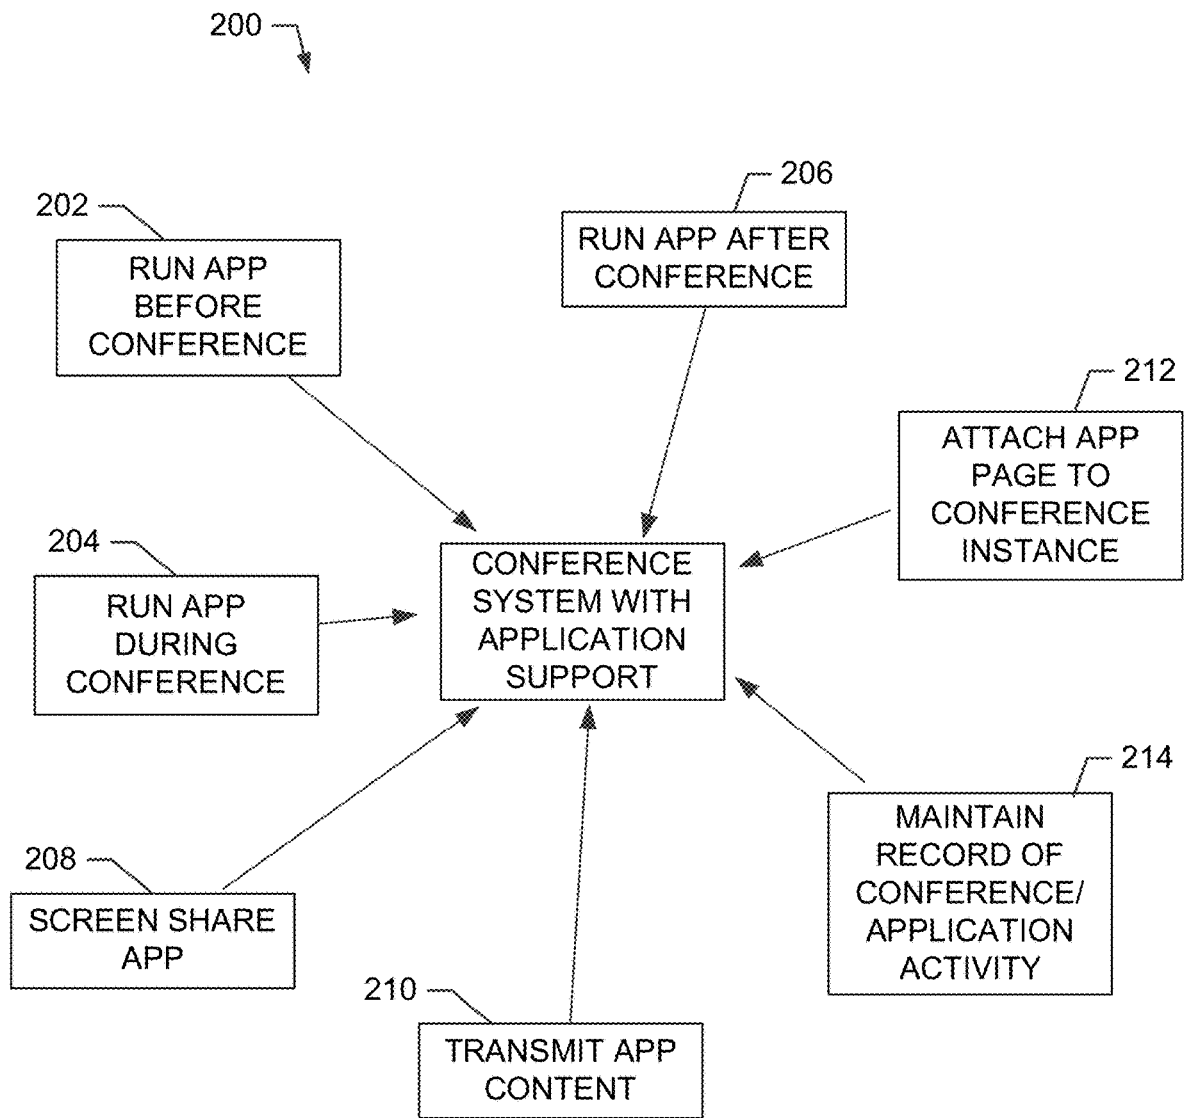 200
206
RUN APP AFTER
CONFERENCE
202
RUN APP
BEFORE
CONFERENCE
212
ATTACH APP
PAGE TO
CONFERENCE
INSTANCE
204
RUN APP
DURING
CONFERENCE
CONFERENCE
SYSTEM WITH
APPLICATION
SUPPORT
214
MAINTAIN
RECORD OF
CONFERENCE/
APPLICATION
ACTIVITY
208
SCREEN SHARE
APP
210
TRANSMIT APP
CONTENT